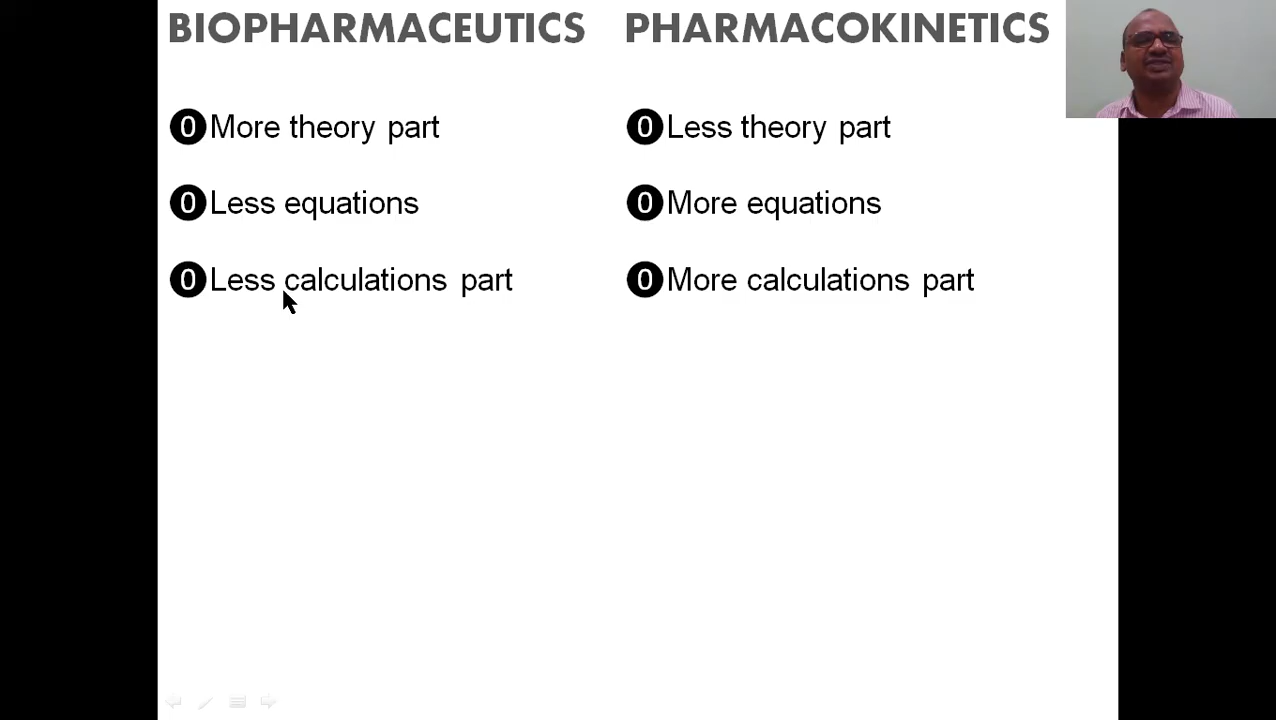 BIOPHARMACEUTICS PHARMACOKINETICS
0 More theory part
0 Less equations
0 Less calculations part
0 Less theory part
0 More equations
0 More calculations part